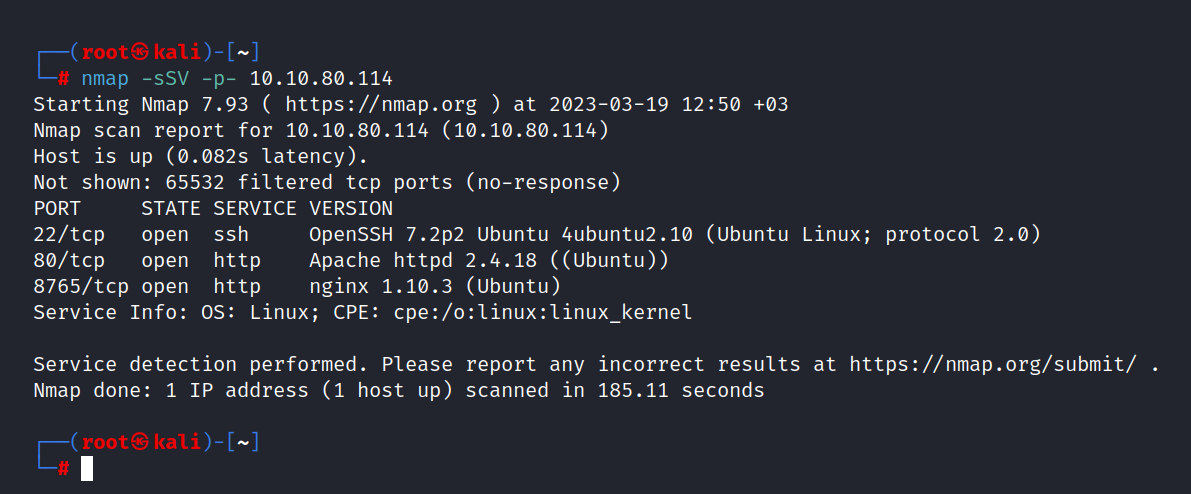 ┌──(root㉿kali)-[~]
└─# nmap -sSV -p- 10.10.80.114
Starting Nmap 7.93 ( https://nmap.org ) at 2023-03-19 12:50 +03
Nmap scan report for 10.10.80.114 (10.10.80.114)
Host is up (0.082s latency).
Not shown: 65532 filtered tcp ports (no-response)
PORT     STATE SERVICE VERSION
22/tcp   open  ssh     OpenSSH 7.2p2 Ubuntu 4ubuntu2.10 (Ubuntu Linux; protocol 2.0)
80/tcp   open  http    Apache httpd 2.4.18 ((Ubuntu))
8765/tcp open  http    nginx 1.10.3 (Ubuntu)
Service Info: OS: Linux; CPE: cpe:/o:linux:linux_kernel

Service detection performed. Please report any incorrect results at https://nmap.org/submit/ .
Nmap done: 1 IP address (1 host up) scanned in 185.11 seconds

┌──(root㉿kali)-[~]
└─#